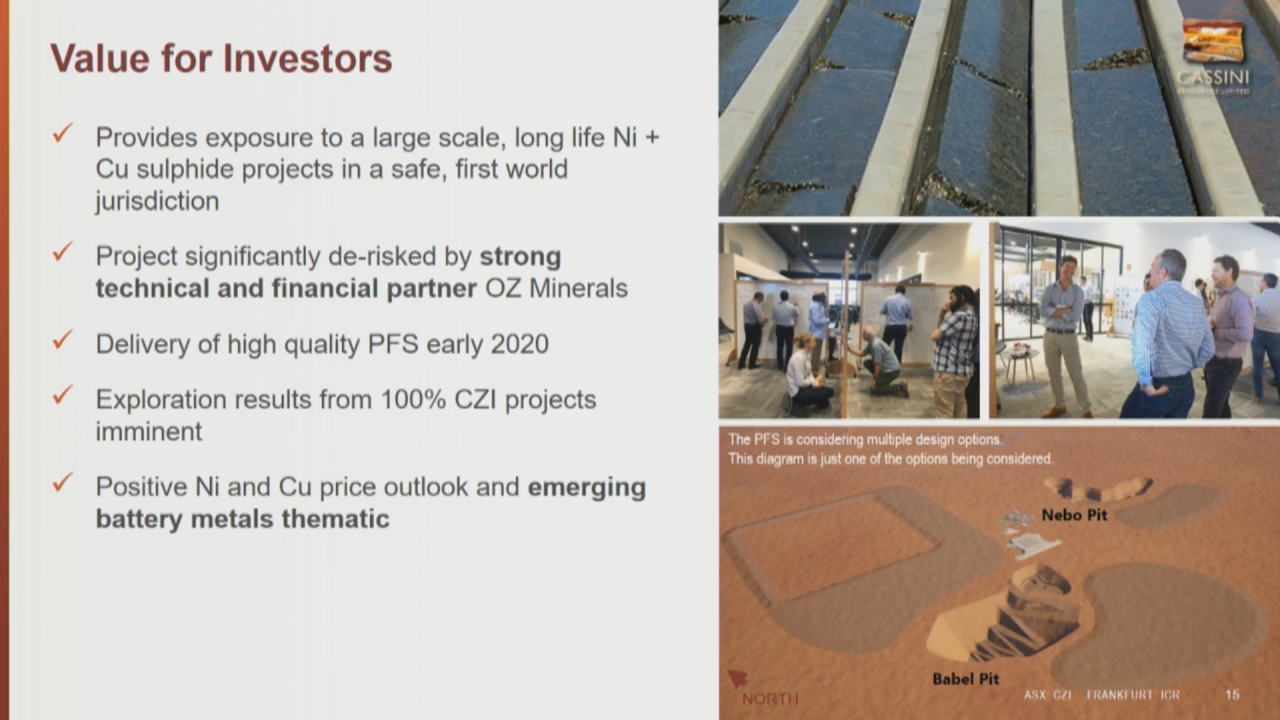 Value for Investors
Provides exposure to a large scale, long life Ni +
Cu sulphide projects in a safe, first world
jurisdiction
Project significantly de-risked by strong
technical and financial partner OZ Minerals
Delivery of high quality PFS early 2020
Exploration results from 100% CZI projects
imminent
Positive Ni and Cu price outlook and emerging
battery metals thematic
CASSINI
RESOURCES LIMITED
The PFS is considering multiple design options.
This diagram is just one of the options being considered.
Nebo Pit
Babel Pit
NORTH
ASX: CZI FRANKFURT: ICR 15